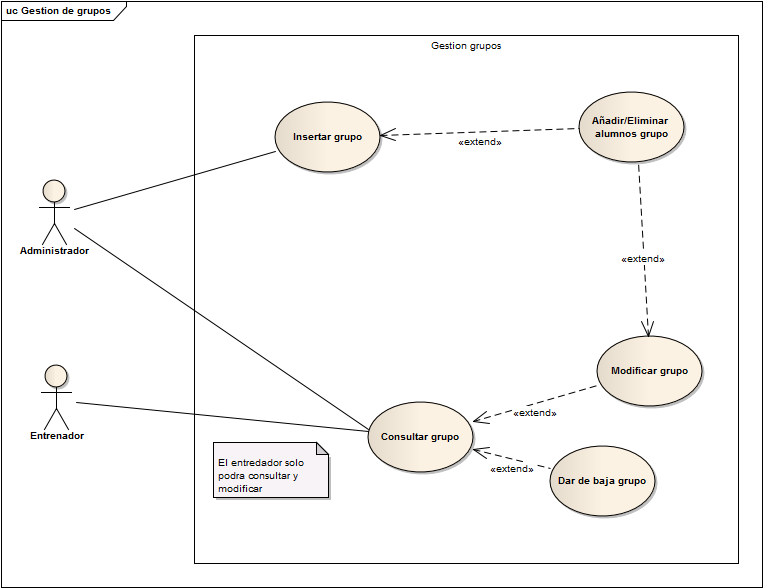 uc Gestion de grupos
Gestion grupos
Insertar grupo
Añadir/Eliminar
alumnos grupo
«extend»
Administrador
«extend»
Modificar grupo
Entrenador
«extend»
Consultar grupo
El entredador solo
podra consultar y
modificar
«extend»
Dar de baja grupo